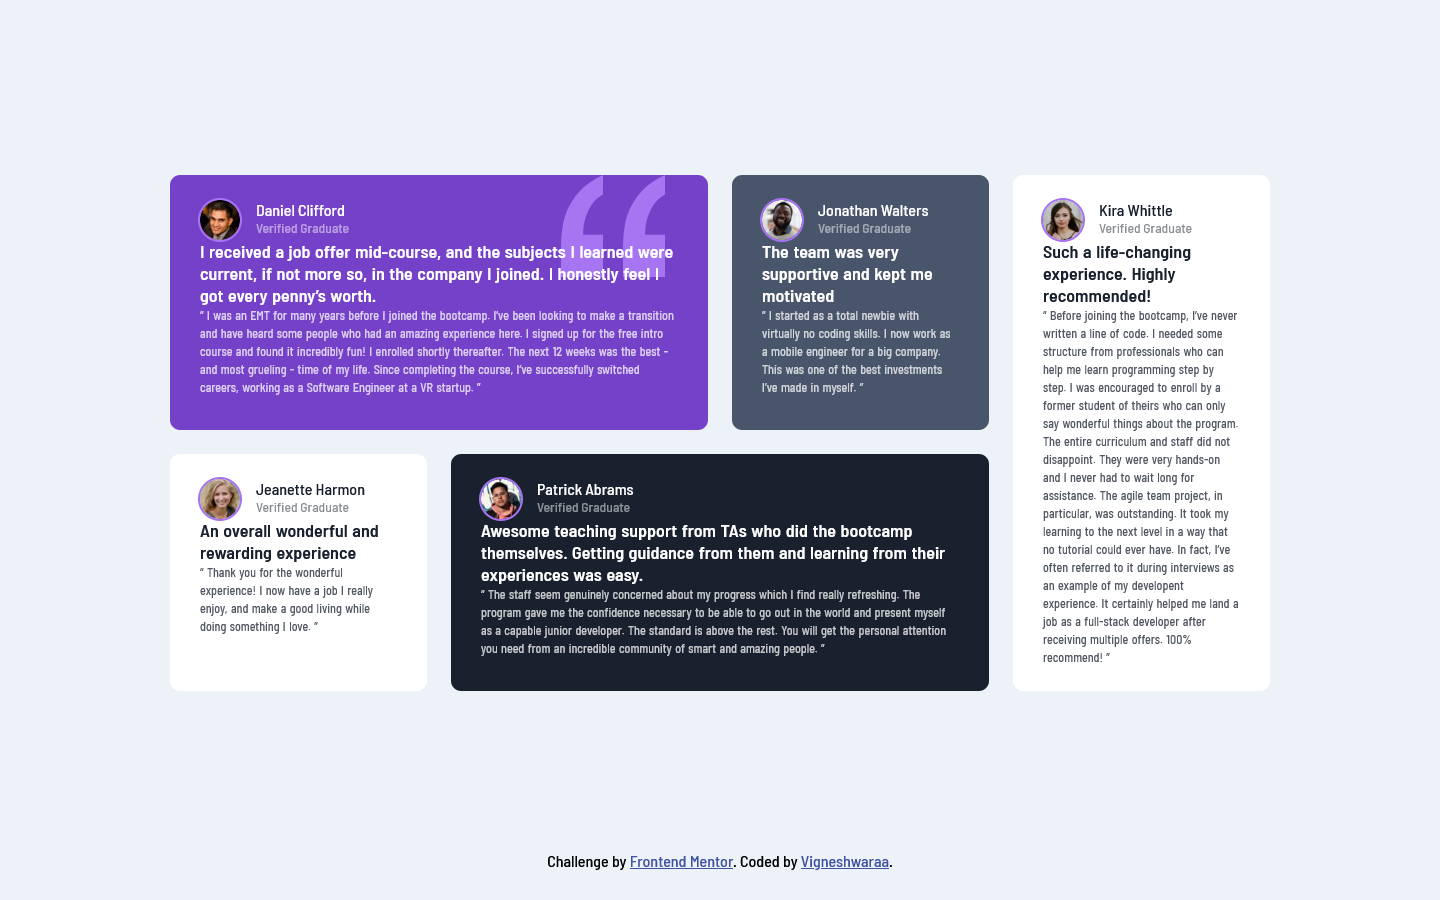 Daniel Clifford
Verified Graduate
I received a job offer mid-course, and the subjects I learned were
current, if not more so, in the company I joined. I honestly feel I
got every penny’s worth.
“ I was an EMT for many years before I joined the bootcamp. I’ve been looking to make a transition
and have heard some people who had an amazing experience here. I signed up for the free intro
course and found it incredibly fun! I enrolled shortly thereafter. The next 12 weeks was the best -
and most grueling - time of my life. Since completing the course, I’ve successfully switched
careers, working as a Software Engineer at a VR startup. ”
Jonathan Walters
Verified Graduate
The team was very
supportive and kept me
motivated
“ I started as a total newbie with
virtually no coding skills. I now work as
a mobile engineer for a big company.
This was one of the best investments
I’ve made in myself. ”
Kira Whittle
Verified Graduate
Such a life-changing
experience. Highly
recommended!
“ Before joining the bootcamp, I’ve never
written a line of code. I needed some
structure from professionals who can
help me learn programming step by
step. I was encouraged to enroll by a
former student of theirs who can only
say wonderful things about the program.
The entire curriculum and staff did not
disappoint. They were very hands-on
and I never had to wait long for
assistance. The agile team project, in
particular, was outstanding. It took my
learning to the next level in a way that
no tutorial could ever have. In fact, I’ve
often referred to it during interviews as
an example of my developent
experience. It certainly helped me land a
job as a full-stack developer after
receiving multiple offers. 100%
recommend! ”
Jeanette Harmon
Verified Graduate
An overall wonderful and
rewarding experience
“ Thank you for the wonderful
experience! I now have a job I really
enjoy, and make a good living while
doing something I love. ”
Patrick Abrams
Verified Graduate
Awesome teaching support from TAs who did the bootcamp
themselves. Getting guidance from them and learning from their
experiences was easy.
“ The staff seem genuinely concerned about my progress which I find really refreshing. The
program gave me the confidence necessary to be able to go out in the world and present myself
as a capable junior developer. The standard is above the rest. You will get the personal attention
you need from an incredible community of smart and amazing people. ”
Challenge by Frontend Mentor. Coded by Vigneshwaraa.